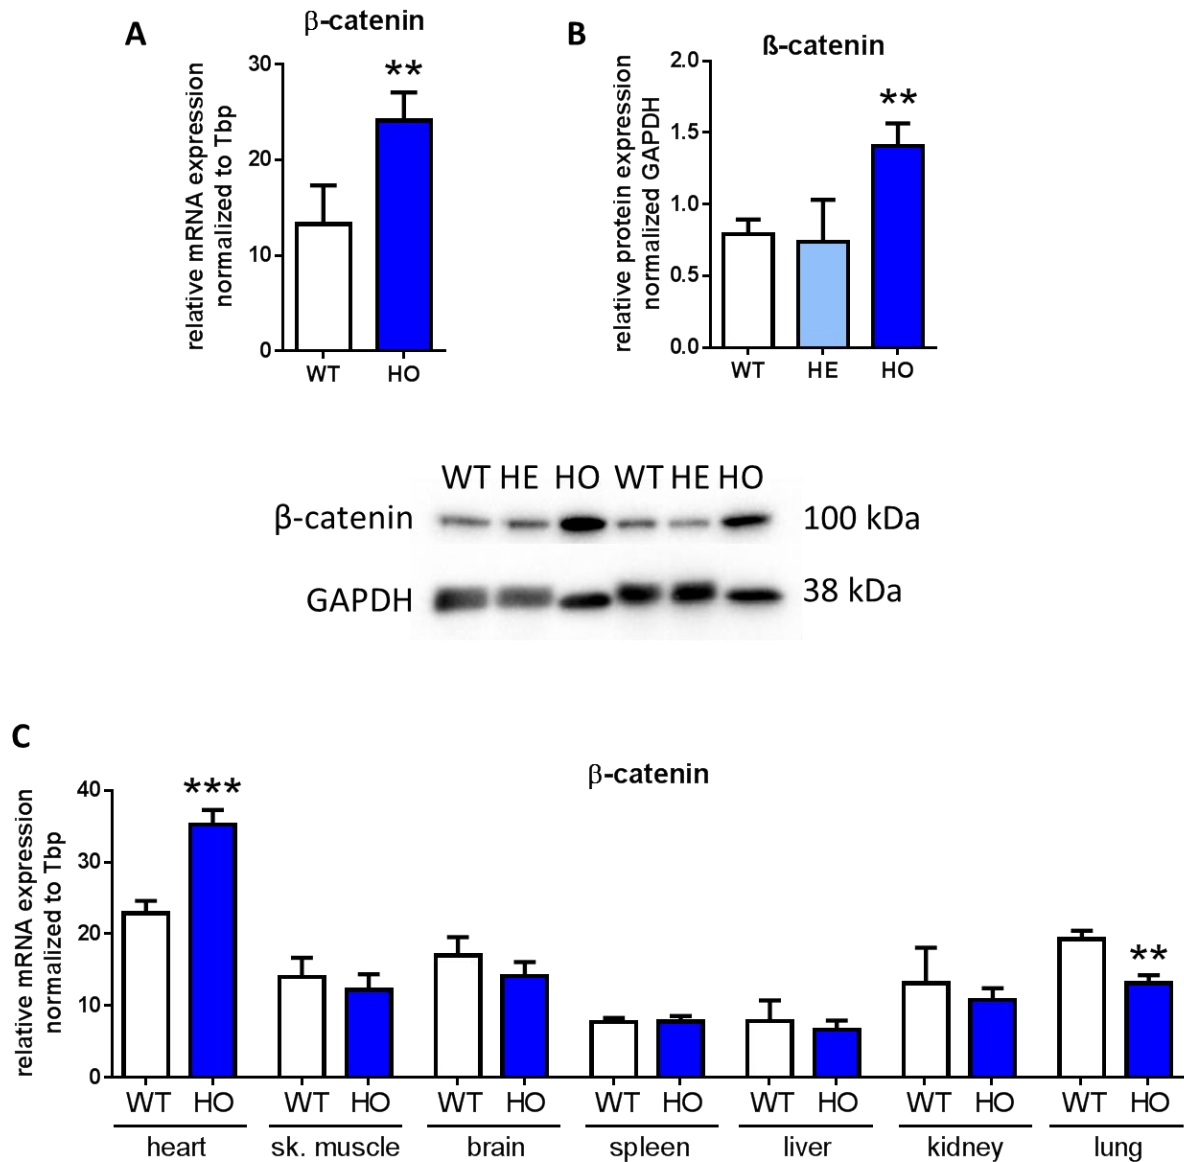 A
β-catenin
relative mRNA expression
normalized to Tbp
30
**
20
10
0
WT HO
B
ß-catenin
relative protein expression
normalized GAPDH
2.0
**
1.5
1.0
0.5
0.0
WT HE HO
WT HE HO WT HE HO
β-catenin 100 kDa
GAPDH 38 kDa
C
β-catenin
relative mRNA expression
normalized to Tbp
40
***
30
20
**
10
0
WT HO WT HO WT HO WT HO WT HO WT HO WT HO
heart sk. muscle brain spleen liver kidney lung